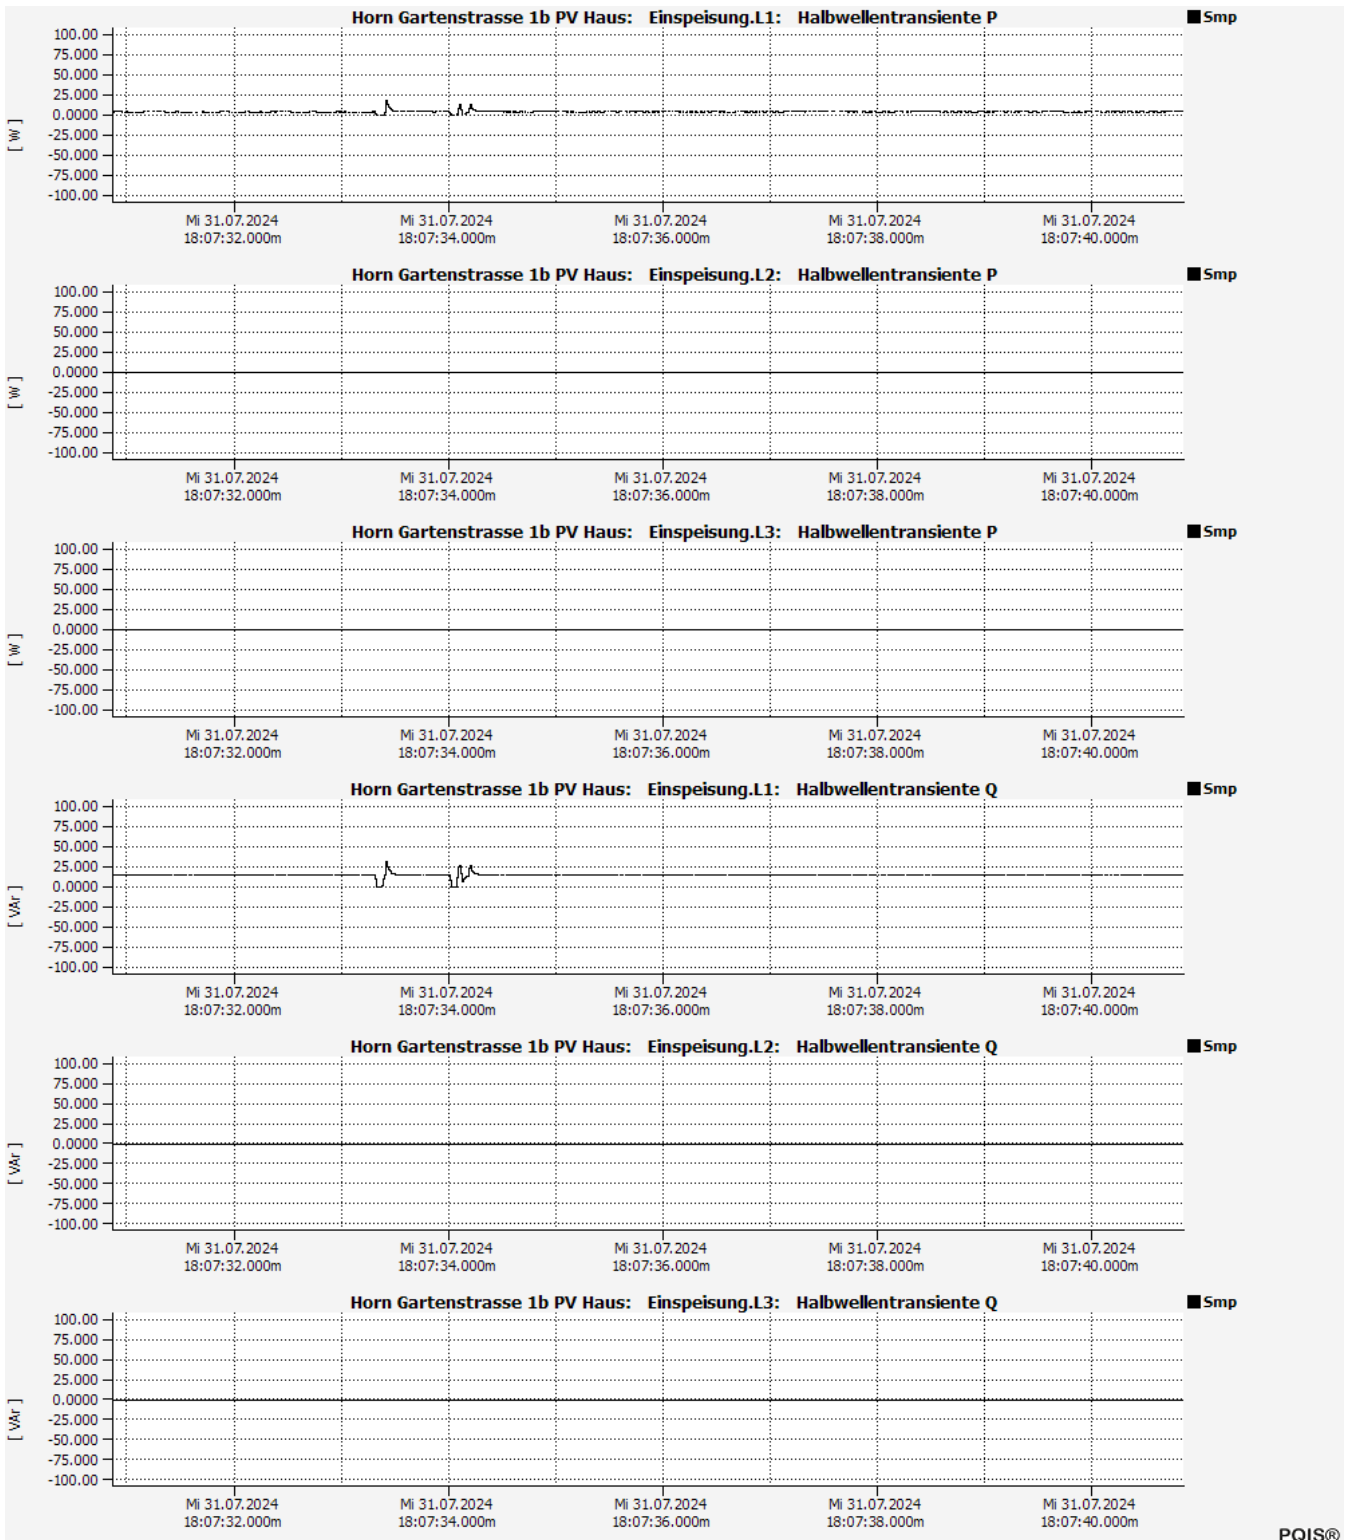 Horn Gartenstrasse 1b PV Haus: Einspeisung.L1: Halbwellentransiente P
Smp
100.00
75.000
50.000
25.000
0.0000
-25.000
-50.000
-75.000
-100.00
[ W ]
Mi 31.07.2024 Mi 31.07.2024 Mi 31.07.2024 Mi 31.07.2024 Mi 31.07.2024
18:07:32.000m 18:07:34.000m 18:07:36.000m 18:07:38.000m 18:07:40.000m
Horn Gartenstrasse 1b PV Haus: Einspeisung.L2: Halbwellentransiente P
Smp
100.00
75.000
50.000
25.000
0.0000
-25.000
-50.000
-75.000
-100.00
[ W ]
Mi 31.07.2024 Mi 31.07.2024 Mi 31.07.2024 Mi 31.07.2024 Mi 31.07.2024
18:07:32.000m 18:07:34.000m 18:07:36.000m 18:07:38.000m 18:07:40.000m
Horn Gartenstrasse 1b PV Haus: Einspeisung.L3: Halbwellentransiente P
Smp
100.00
75.000
50.000
25.000
0.0000
-25.000
-50.000
-75.000
-100.00
[ W ]
Mi 31.07.2024 Mi 31.07.2024 Mi 31.07.2024 Mi 31.07.2024 Mi 31.07.2024
18:07:32.000m 18:07:34.000m 18:07:36.000m 18:07:38.000m 18:07:40.000m
Horn Gartenstrasse 1b PV Haus: Einspeisung.L1: Halbwellentransiente Q
Smp
100.00
75.000
50.000
25.000
0.0000
-25.000
-50.000
-75.000
-100.00
[ VAr ]
Mi 31.07.2024 Mi 31.07.2024 Mi 31.07.2024 Mi 31.07.2024 Mi 31.07.2024
18:07:32.000m 18:07:34.000m 18:07:36.000m 18:07:38.000m 18:07:40.000m
Horn Gartenstrasse 1b PV Haus: Einspeisung.L2: Halbwellentransiente Q
Smp
100.00
75.000
50.000
25.000
0.0000
-25.000
-50.000
-75.000
-100.00
[ VAr ]
Mi 31.07.2024 Mi 31.07.2024 Mi 31.07.2024 Mi 31.07.2024 Mi 31.07.2024
18:07:32.000m 18:07:34.000m 18:07:36.000m 18:07:38.000m 18:07:40.000m
Horn Gartenstrasse 1b PV Haus: Einspeisung.L3: Halbwellentransiente Q
Smp
100.00
75.000
50.000
25.000
0.0000
-25.000
-50.000
-75.000
-100.00
[ VAr ]
Mi 31.07.2024 Mi 31.07.2024 Mi 31.07.2024 Mi 31.07.2024 Mi 31.07.2024
18:07:32.000m 18:07:34.000m 18:07:36.000m 18:07:38.000m 18:07:40.000m
PQIS®